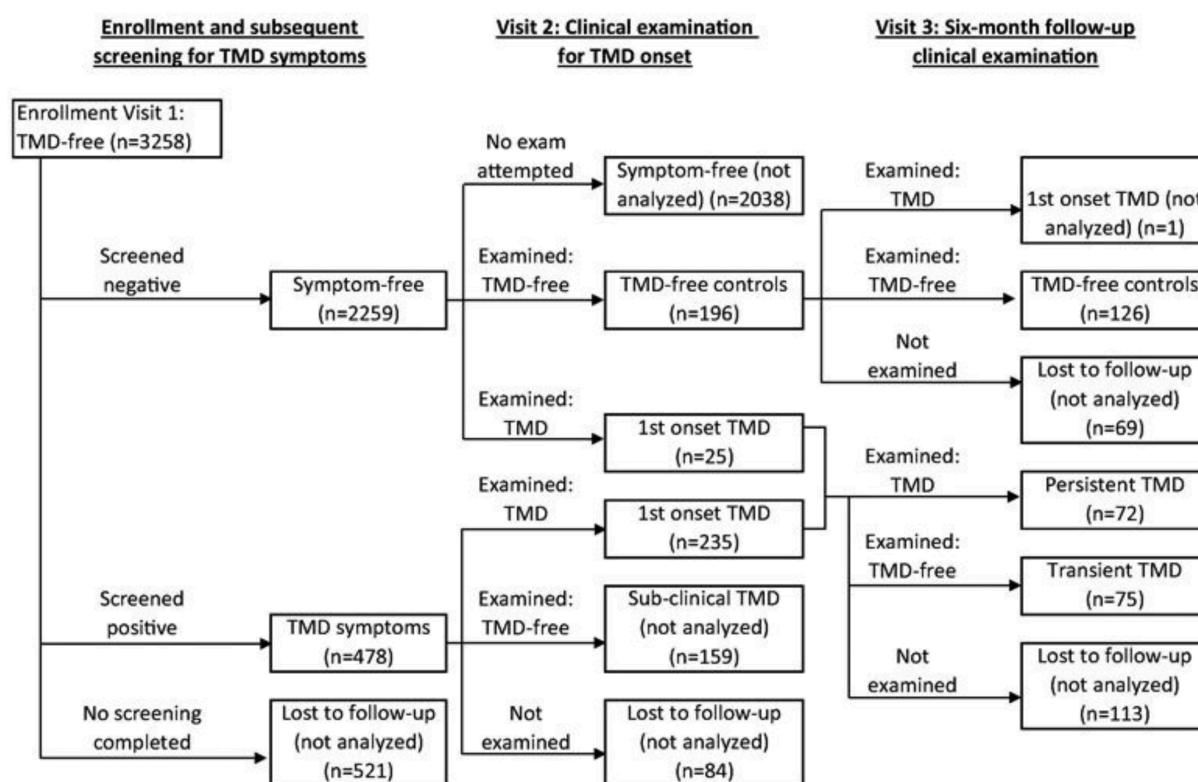 Enrollment and subsequent
screening for TMD symptoms
Visit 2: Clinical examination
for TMD onset
Visit 3: Six-month follow-up
clinical examination
Enrollment Visit 1:
TMD-free (n=3258)
Screened
negative
Symptom-free
(n=2259)
Screened
positive
TMD symptoms
(n=478)
No screening
completed
Lost to follow-up
(not analyzed)
(n=521)
No exam
attempted
Symptom-free (not
analyzed) (n=2038)
Examined:
TMD-free
TMD-free controls
(n=196)
Examined:
TMD
1st onset TMD
(n=25)
Examined:
TMD
1st onset TMD
(n=235)
Examined:
TMD-free
Sub-clinical TMD
(not analyzed)
(n=159)
Not
examined
Lost to follow-up
(not analyzed)
(n=84)
Examined:
TMD
1st onset TMD (not
analyzed) (n=1)
Examined:
TMD-free
TMD-free controls
(n=126)
Not
examined
Lost to follow-up
(not analyzed)
(n=69)
Examined:
TMD
Persistent TMD
(n=72)
Examined:
TMD-free
Transient TMD
(n=75)
Not
examined
Lost to follow-up
(not analyzed)
(n=113)